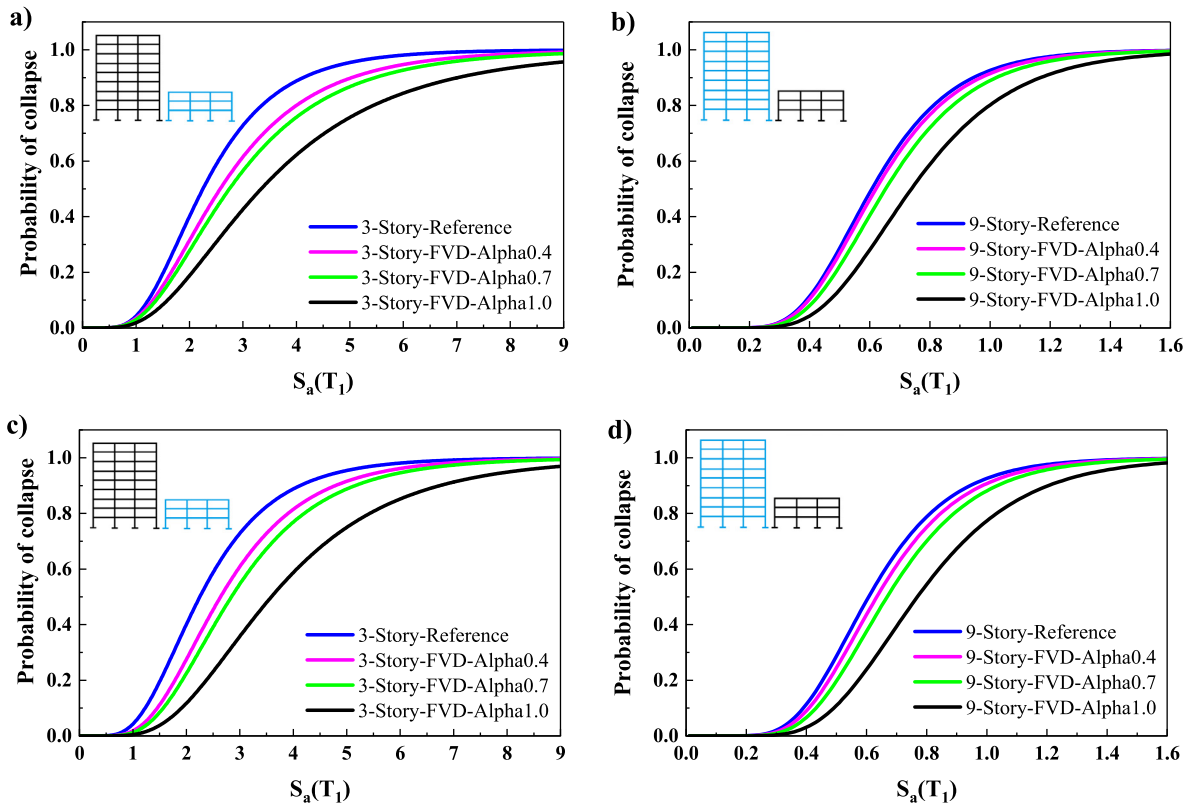 a)
Probability of collapse
1.0
0.8
0.6
0.4
0.2
0.0
3-Story-Reference
3-Story-FVD-Alpha0.4
3-Story-FVD-Alpha0.7
3-Story-FVD-Alpha1.0
0 1 2 3 4 5 6 7 8 9
Sa(T1)
b)
Probability of collapse
1.0
0.8
0.6
0.4
0.2
0.0
9-Story-Reference
9-Story-FVD-Alpha0.4
9-Story-FVD-Alpha0.7
9-Story-FVD-Alpha1.0
0.0 0.2 0.4 0.6 0.8 1.0 1.2 1.4 1.6
Sa(T1)
c)
Probability of collapse
1.0
0.8
0.6
0.4
0.2
0.0
3-Story-Reference
3-Story-FVD-Alpha0.4
3-Story-FVD-Alpha0.7
3-Story-FVD-Alpha1.0
0 1 2 3 4 5 6 7 8 9
Sa(T1)
d)
Probability of collapse
1.0
0.8
0.6
0.4
0.2
0.0
9-Story-Reference
9-Story-FVD-Alpha0.4
9-Story-FVD-Alpha0.7
9-Story-FVD-Alpha1.0
0.0 0.2 0.4 0.6 0.8 1.0 1.2 1.4 1.6
Sa(T1)